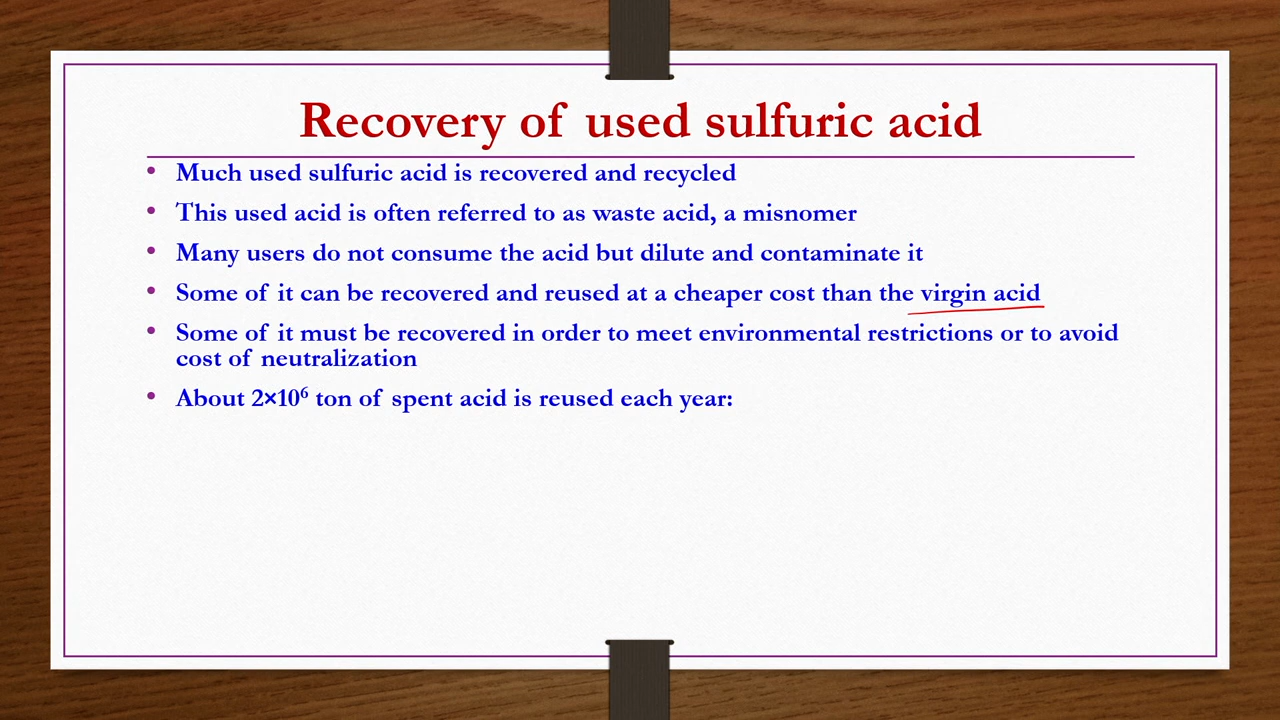 Recovery of used sulfuric acid
• Much used sulfuric acid is recovered and recycled
• This used acid is often referred to as waste acid, a misnomer
• Many users do not consume the acid but dilute and contaminate it
• Some of it can be recovered and reused at a cheaper cost than the virgin acid
• Some of it must be recovered in order to meet environmental restrictions or to avoid
cost of neutralization
• About 2×10⁶ ton of spent acid is reused each year: